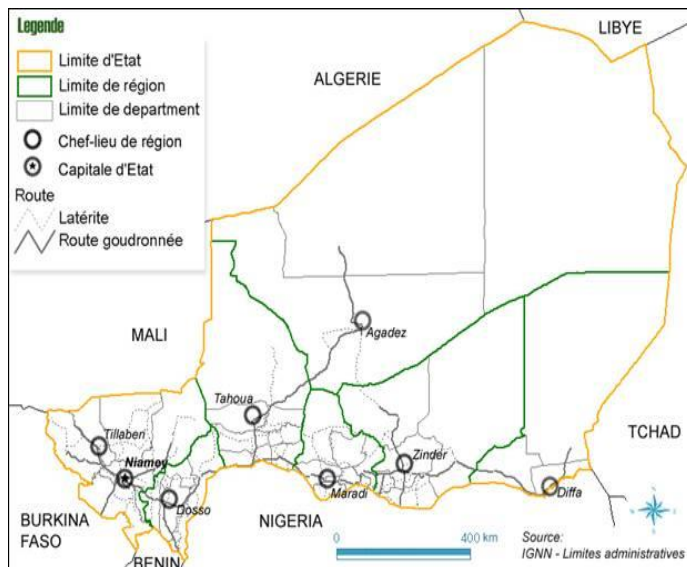 Legende
Limite d'Etat
Limite de région
Limite de department
Chef-lieu de région
Capitale d'Etat
Route
Latérite
Route goudronnée
LIBYE
ALGERIE
MALI
Agadez
Tahoua
TCHAD
Tillaberi
Niamey
Zinder
Maradi
Diffa
Dosso
BURKINA
FASO
NIGERIA
BENIN
0
400 km
Source:
IGNN - Limites administratives